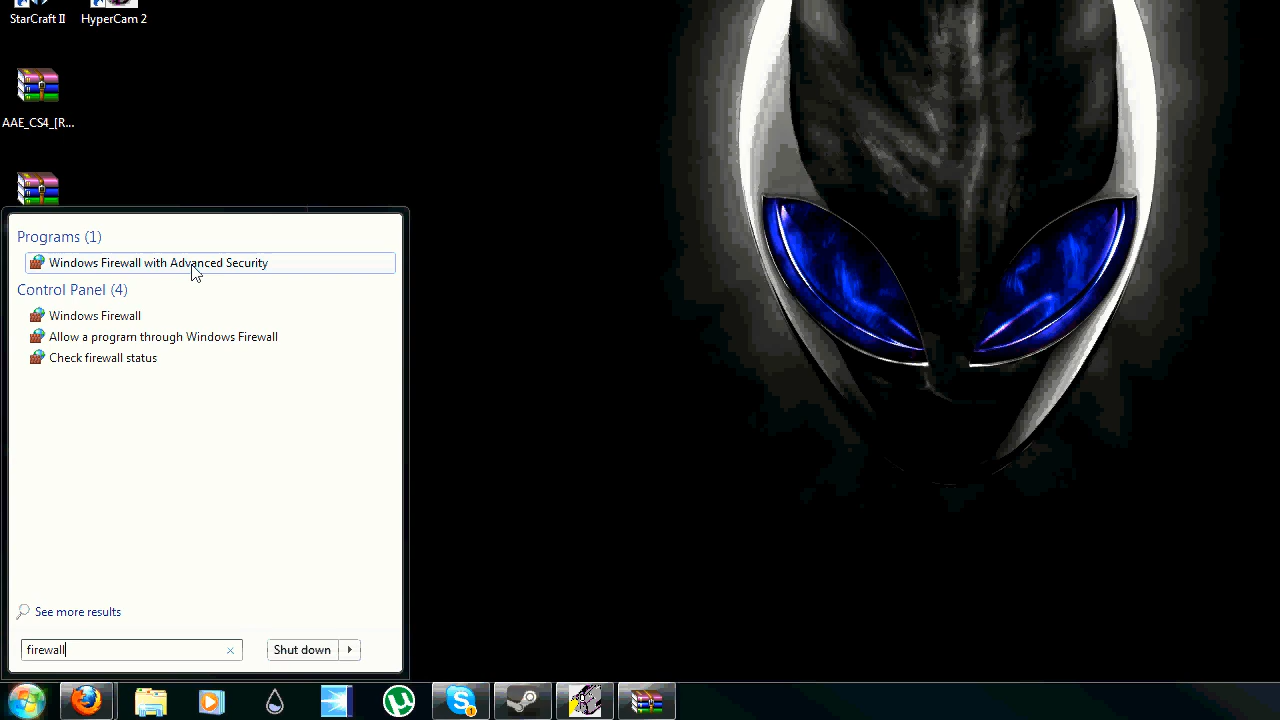 StarCraft II
HyperCam 2
AAE_CS4_[R...
Programs (1)
Windows Firewall with Advanced Security
Control Panel (4)
Windows Firewall
Allow a program through Windows Firewall
Check firewall status
See more results
firewall
Shut down
S
1